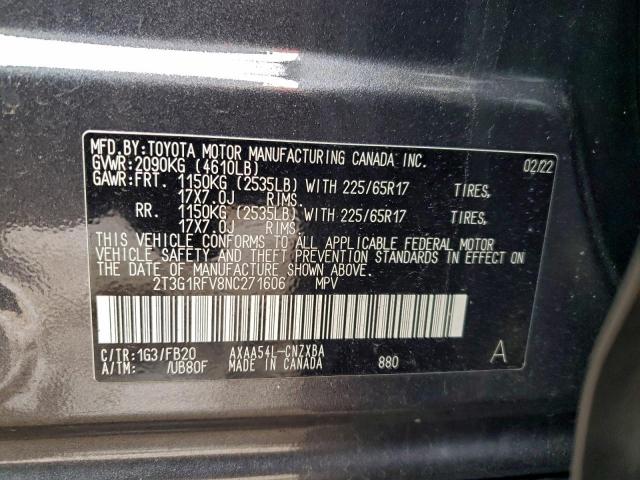 MFD.BY:TOYOTA MOTOR MANUFACTURING CANADA INC. 02/22
GVWR:2090KG (4610LB)
GAWR:FRT. 1150KG (2535LB) WITH 225/65R17 TIRES,
17X7.0J RIMS.
RR. 1150KG (2535LB) WITH 225/65R17 TIRES,
17X7.0J RIMS.
THIS VEHICLE CONFORMS TO ALL APPLICABLE FEDERAL MOTOR
VEHICLE SAFETY AND THEFT PREVENTION STANDARDS IN EFFECT ON
THE DATE OF MANUFACTURE SHOWN ABOVE.
2T3G1RFV8NC271606 MPV
C/TR:1G3/FB20 AXAA54L-CNZXBA A
A/TM: /UB80F MADE IN CANADA 880